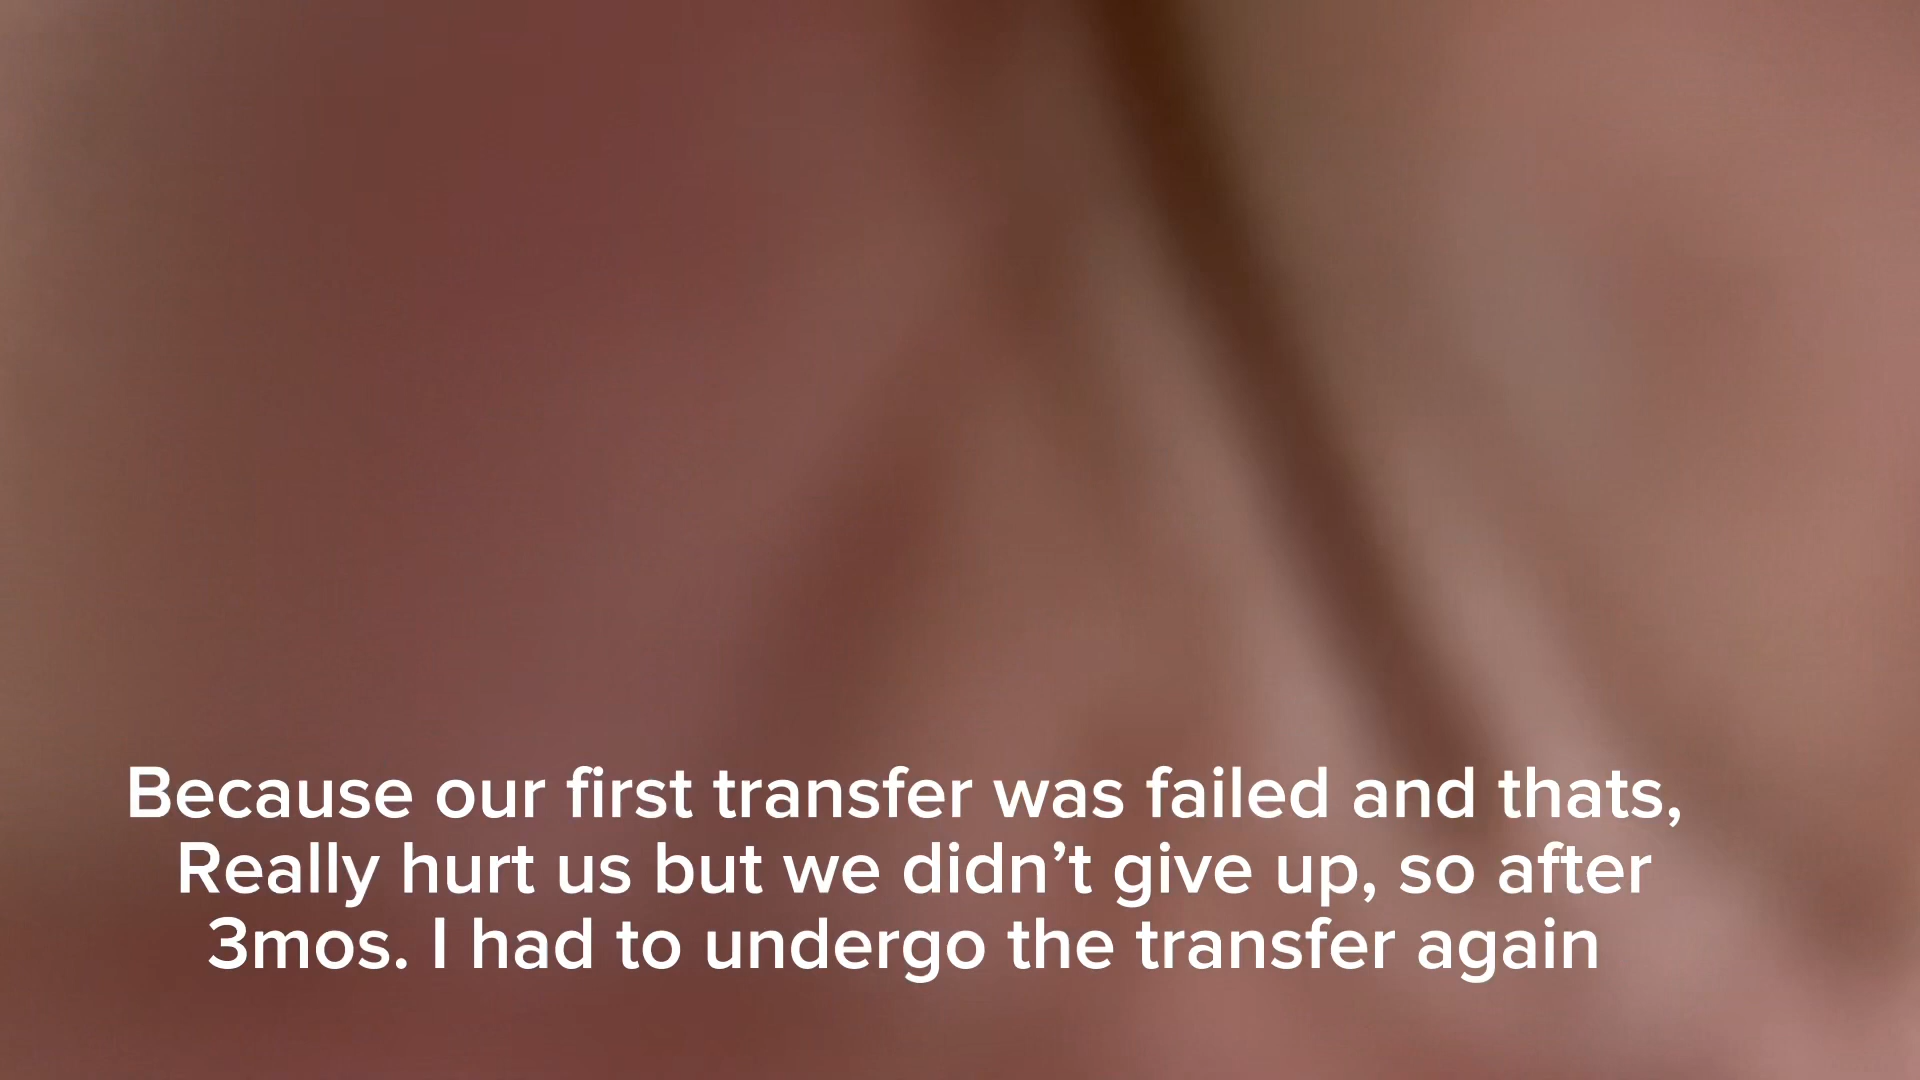 Because our first transfer was failed and thats,
Really hurt us but we didn’t give up, so after
3mos. I had to undergo the transfer again